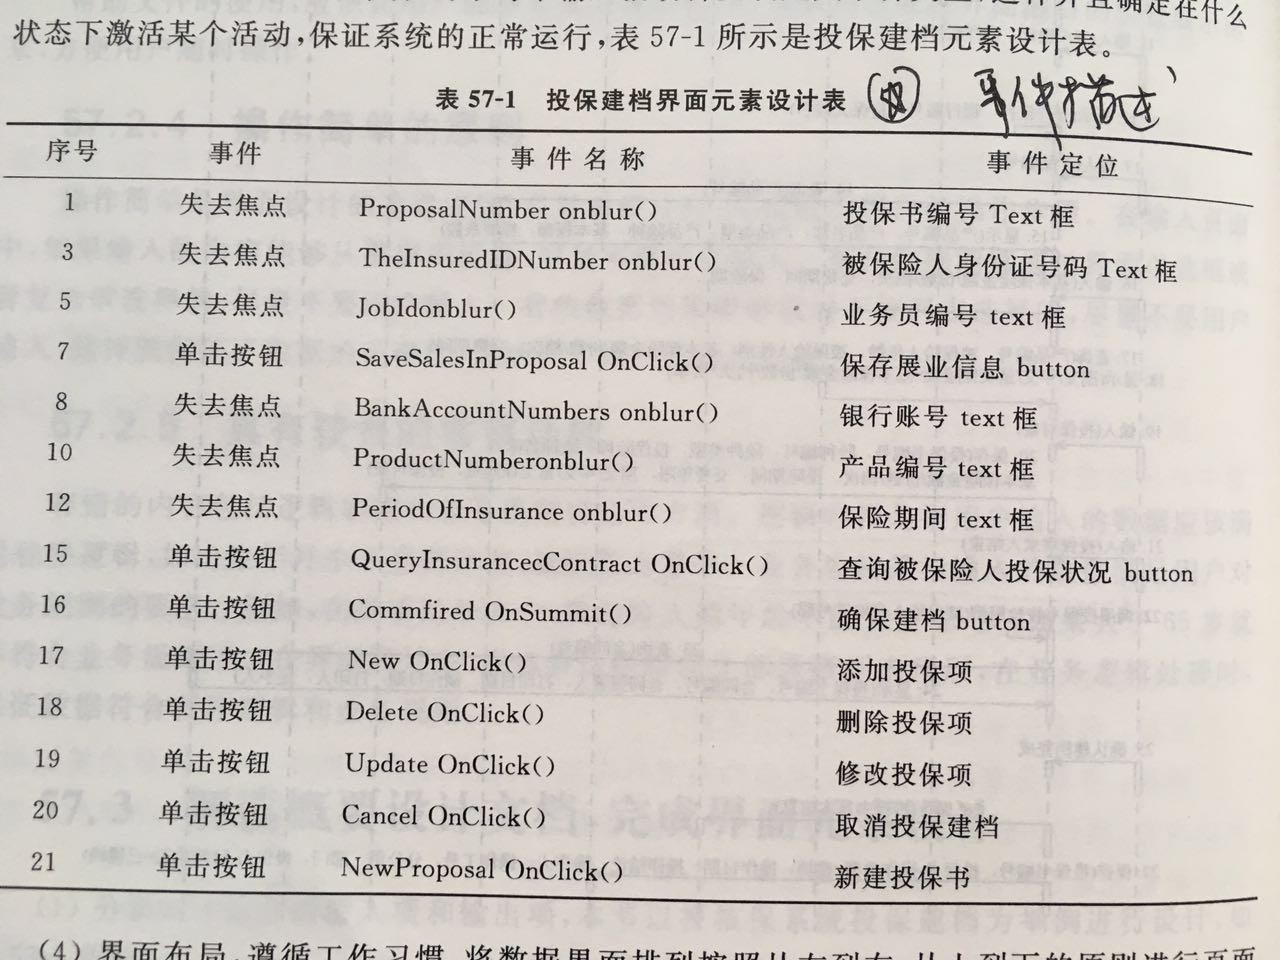 且确定在什么
状态下激活某个活动,保证系统的正常运行,表 57-1 所示是投保建档元素设计表。
表 57-1 投保建档界面元素设计表 事件描述
序号 事件 事件名称 事件定位
1 失去焦点 ProposalNumber onblur() 投保书编号 Text 框
3 失去焦点 TheInsuredIDNumber onblur() 被保险人身份证号码 Text 框
5 失去焦点 JobIdonblur() 业务员编号 text 框
7 单击按钮 SaveSalesInProposal OnClick() 保存展业信息 button
8 失去焦点 BankAccountNumbers onblur() 银行账号 text 框
10 失去焦点 ProductNumberonblur() 产品编号 text 框
12 失去焦点 PeriodOfInsurance onblur() 保险期间 text 框
15 单击按钮 QueryInsurancecContract OnClick() 查询被保险人投保状况 button
16 单击按钮 Commfired OnSummit() 确保建档 button
17 单击按钮 New OnClick() 添加投保项
18 单击按钮 Delete OnClick() 删除投保项
19 单击按钮 Update OnClick() 修改投保项
20 单击按钮 Cancel OnClick() 取消投保建档
21 单击按钮 NewProposal OnClick() 新建投保书
(4) 界面布局,遵循工作习惯,将数据界面排列按照从左到右,从上到下的原则进行页面